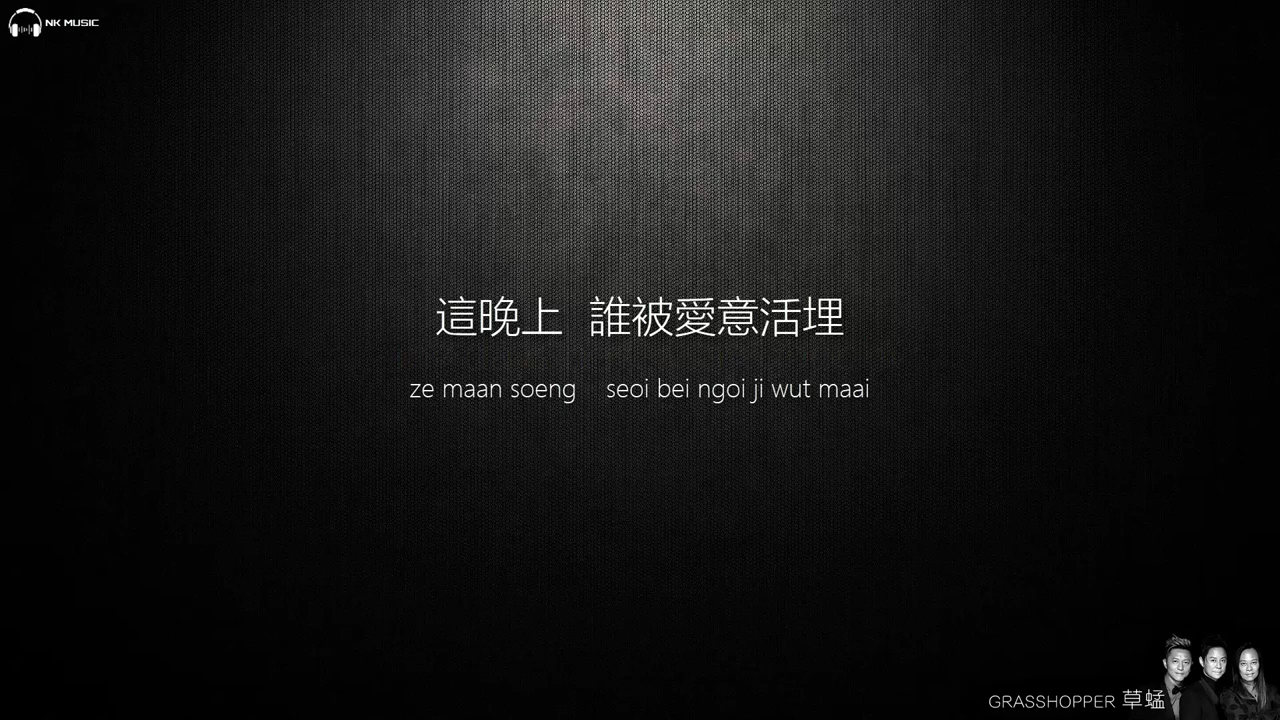 NK MUSIC
這晚上 誰被愛意活埋
ze maan soeng seoi bei ngoi ji wut maai
GRASSHOPPER 草蜢